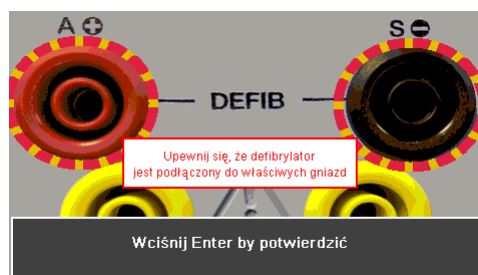 A ⊕ S ⊖
DEFIB
Upewnij się, że defibrylator
jest podłączony do właściwych gniazd
Wciśnij Enter by potwierdzić